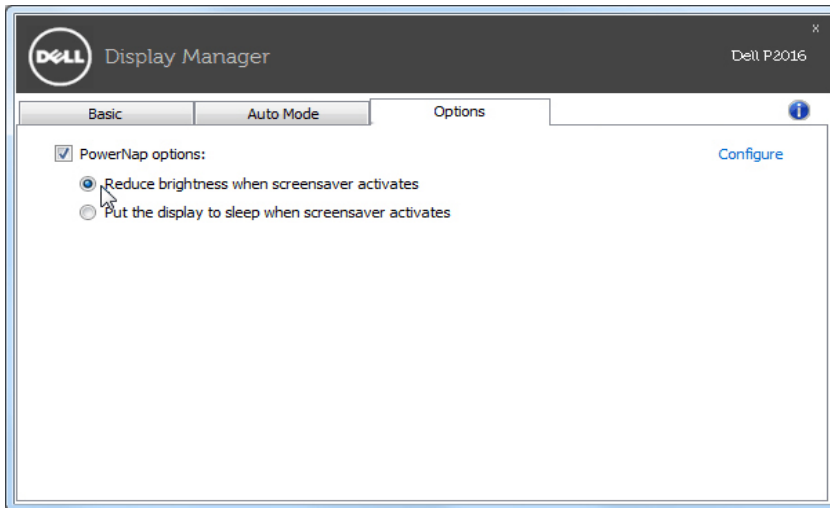 x
DELL Display Manager Dell P2016
Basic Auto Mode Options i
PowerNap options: Configure
Reduce brightness when screensaver activates
Put the display to sleep when screensaver activates